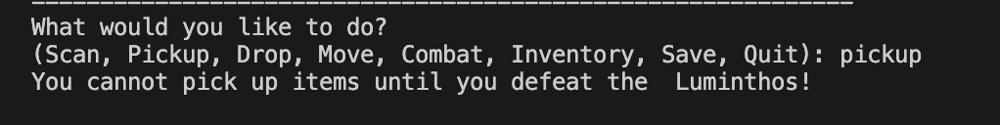 What would you like to do?
(Scan, Pickup, Drop, Move, Combat, Inventory, Save, Quit): pickup
You cannot pick up items until you defeat the  Luminthos!